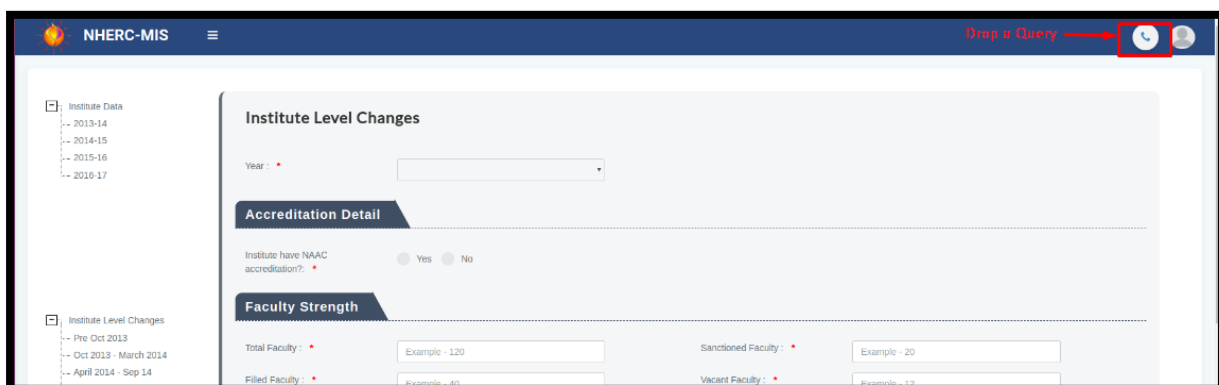 NHERC-MIS
Drop a Query
Institute Data
2013-14
2014-15
2015-16
2016-17
Institute Level Changes
Pre Oct 2013
Oct 2013 - March 2014
April 2014 - Sep 14
Institute Level Changes
Year : *
Accreditation Detail
Institute have NAAC
accreditation?: * Yes No
Faculty Strength
Total Faculty : * Example - 120 Sanctioned Faculty : * Example - 20
Filled Faculty : * Example - 40 Vacant Faculty : * Example - 12